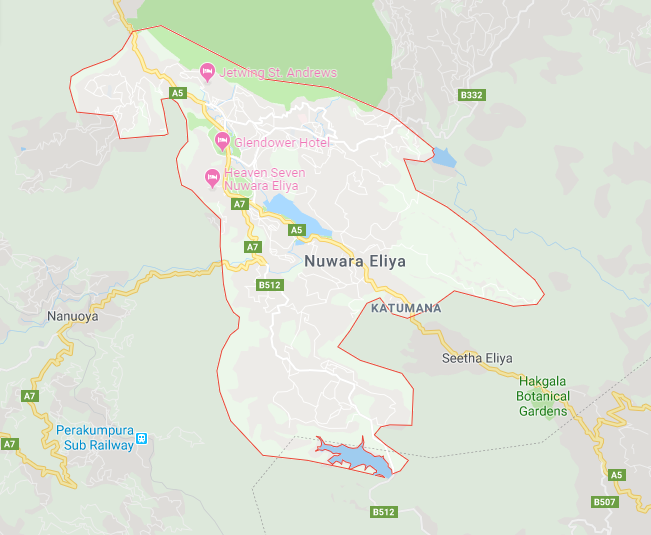 Jetwing St. Andrews
A5
B332
Glendower Hotel
Heaven Seven
Nuwara Eliya
A7
A5
A7
Nuwara Eliya
B512
KATUMANA
Nanuoya
Seetha Eliya
Hakgala
Botanical
Gardens
A7
Perakumpura
Sub Railway
A7
A5
B507
B512